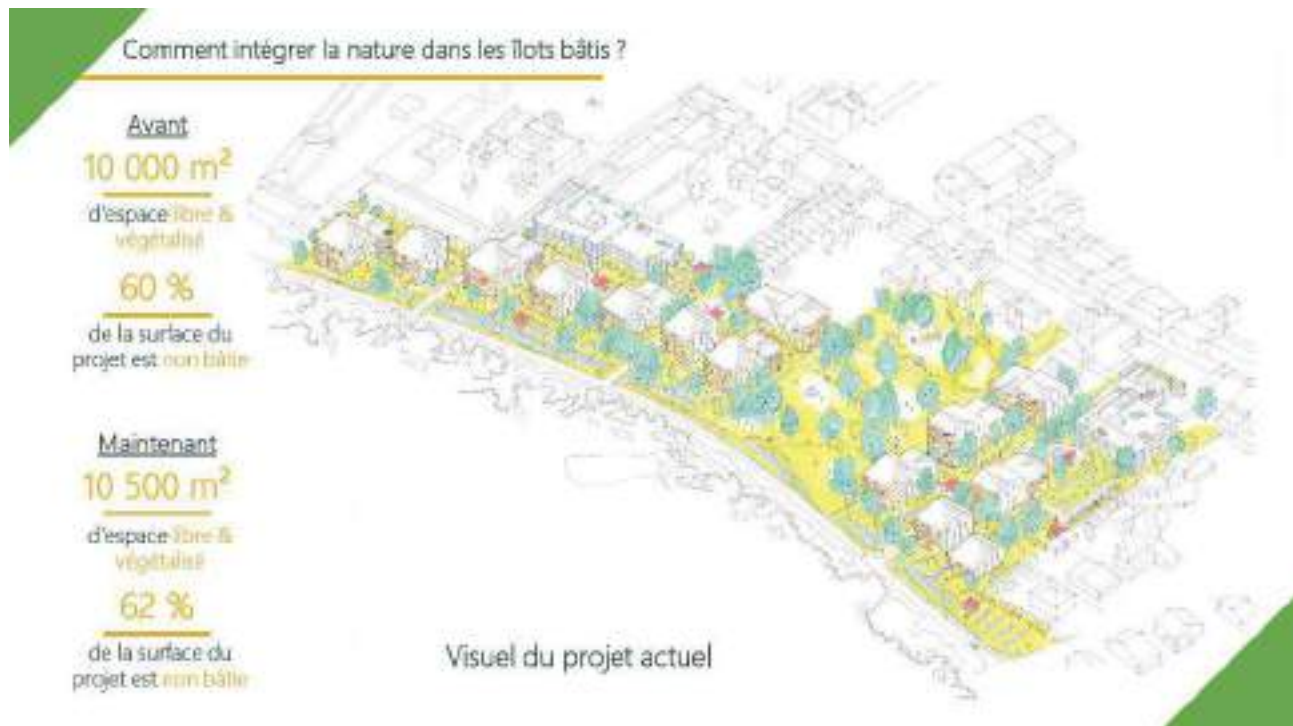 Comment intégrer la nature dans les îlots bâtis ?
Avant
10 000 m²
d'espace libre &
végétalisé
60 %
de la surface du
projet est non bâtie
Maintenant
10 500 m²
d'espace libre &
végétalisé
62 %
de la surface du
projet est non bâtie
Visuel du projet actuel